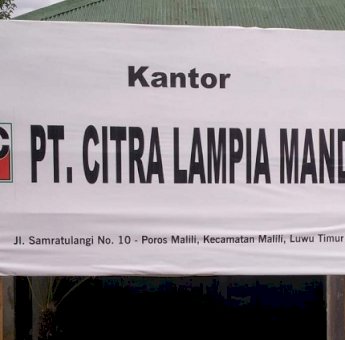 Kantor
PT. CITRA LAMPIA MAND
Jl. Samratulangi No. 10 - Poros Malili, Kecamatan Malili, Luwu Timur